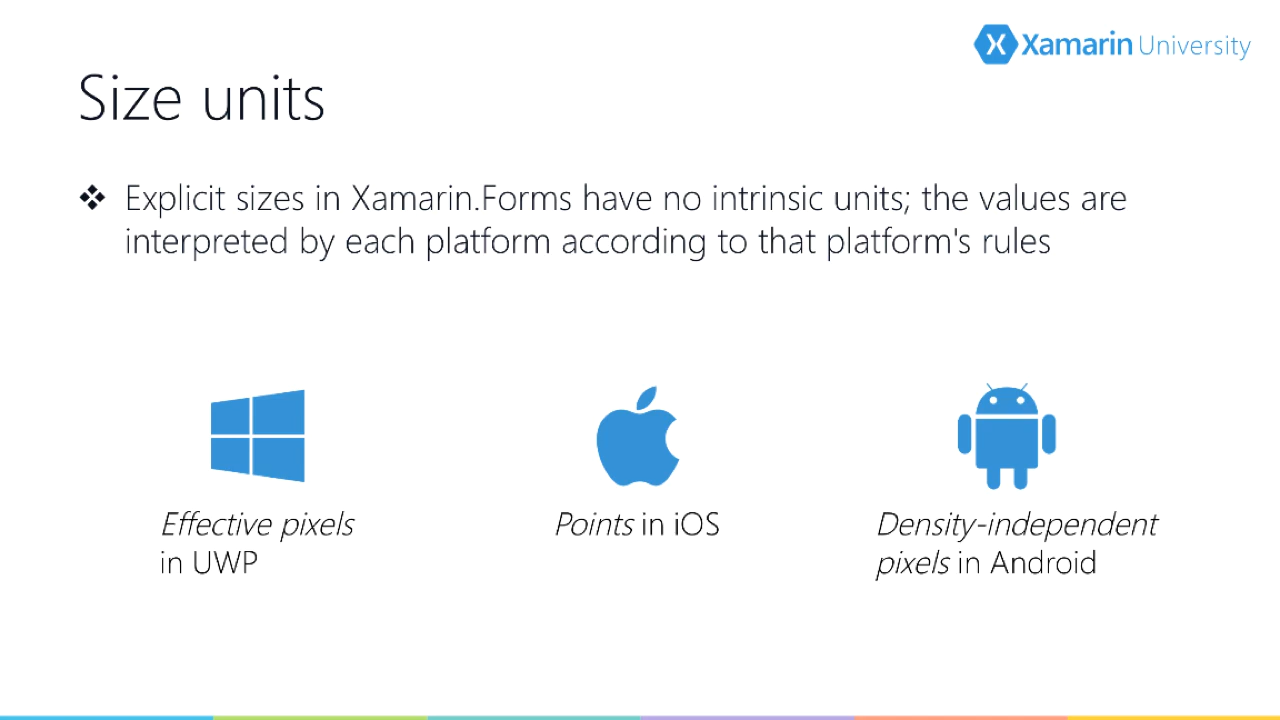 Xamarin University
Size units
❖ Explicit sizes in Xamarin.Forms have no intrinsic units; the values are
interpreted by each platform according to that platform's rules
Effective pixels
in UWP
Points in iOS
Density-independent
pixels in Android